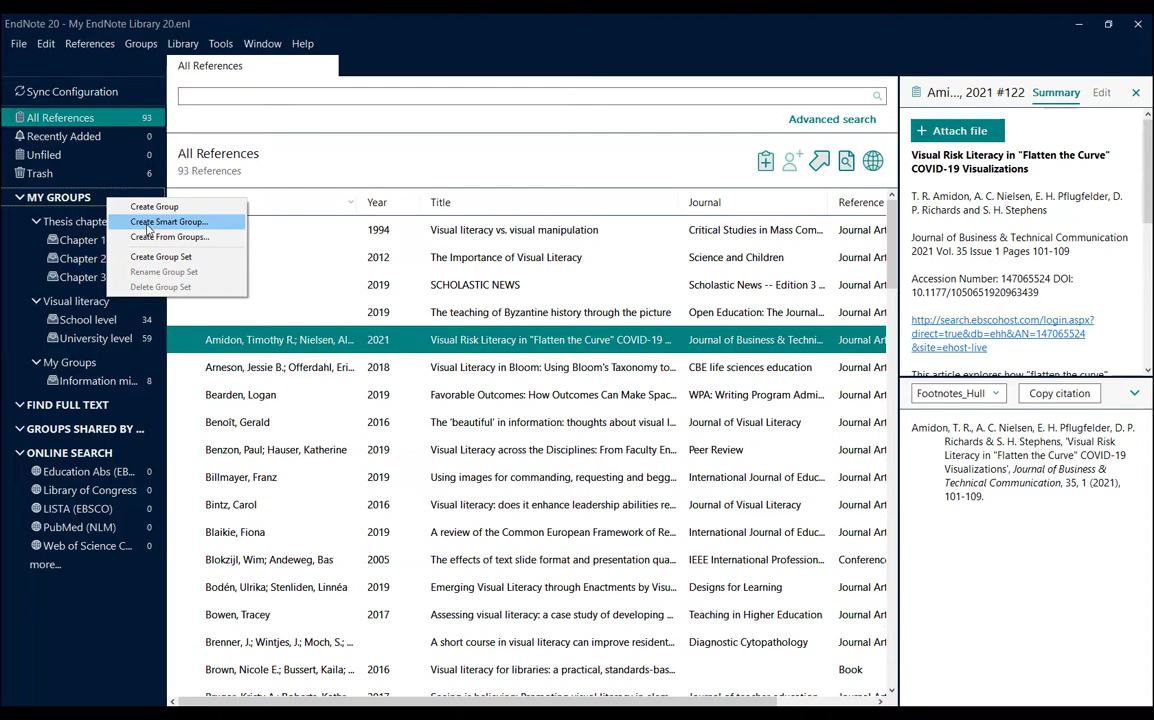 EndNote 20 - My EndNote Library 20.enl
File Edit References Groups Library Tools Window Help
All References
Sync Configuration
All References 93
Recently Added 0
Unfiled 0
Trash 6
MY GROUPS
Thesis chapte
Chapter 1
Chapter 2
Chapter 3
Visual literacy
School level 34
University level 59
My Groups
Information mi... 8
FIND FULL TEXT
GROUPS SHARED BY ...
ONLINE SEARCH
Education Abs (EB... 0
Library of Congress 0
LISTA (EBSCO) 0
PubMed (NLM) 0
Web of Science C... 0
more...
Create Group
Create Smart Group...
Create From Groups...
Create Group Set
Rename Group Set
Delete Group Set
Advanced search
All References
93 References
Year Title Journal Reference
1994 Visual literacy vs. visual manipulation Critical Studies in Mass Com... Journal Art
2012 The Importance of Visual Literacy Science and Children Journal Art
2019 SCHOLASTIC NEWS Scholastic News -- Edition 3 ... Journal Art
2019 The teaching of Byzantine history through the picture Open Education: The Journal... Journal Art
Amidon, Timothy R.; Nielsen, Al... 2021 Visual Risk Literacy in "Flatten the Curve" COVID-19 ... Journal of Business & Techni... Journal Art
Arneson, Jessie B.; Offerdahl, Eri... 2018 Visual Literacy in Bloom: Using Bloom's Taxonomy to... CBE life sciences education Journal Art
Bearden, Logan 2019 Favorable Outcomes: How Outcomes Can Make Spac... WPA: Writing Program Admi... Journal Art
Benoît, Gerald 2019 The 'beautiful' in information: thoughts about visual l... Journal of Visual Literacy Journal Art
Benzon, Paul; Hauser, Katherine 2019 Visual Literacy across the Disciplines: From Faculty En... Peer Review Journal Art
Billmayer, Franz 2019 Using images for commanding, requesting and begg... International Journal of Educ... Journal Art
Bintz, Carol 2016 Visual literacy: does it enhance leadership abilities re... Journal of Visual Literacy Journal Art
Blaikie, Fiona 2019 A review of the Common European Framework of Re... International Journal of Educ... Journal Art
Blokzijl, Wim; Andeweg, Bas 2005 The effects of text slide format and presentation qua... IEEE International Profession... Conference
Bodén, Ulrika; Stenliden, Linnéa 2019 Emerging Visual Literacy through Enactments by Visu... Designs for Learning Journal Art
Bowen, Tracey 2017 Assessing visual literacy: a case study of developing ... Teaching in Higher Education Journal Art
Brenner, J.; Wintjes, J.; Moch, S.; ... A short course in visual literacy can improve resident... Diagnostic Cytopathology Journal Art
Brown, Nicole E.; Bussert, Kaila; ... 2016 Visual literacy for libraries: a practical, standards-bas... Book
Ami..., 2021 #122 Summary Edit
Attach file
Visual Risk Literacy in "Flatten the Curve"
COVID-19 Visualizations
T. R. Amidon, A. C. Nielsen, E. H. Pflugfelder, D.
P. Richards and S. H. Stephens
Journal of Business & Technical Communication
2021 Vol. 35 Issue 1 Pages 101-109
Accession Number: 147065524 DOI:
10.1177/1050651920963439
http://search.ebscohost.com/login.aspx?
direct=true&db=ehh&AN=147065524
&site=ehost-live
This article explores how "flatten the curve"
Footnotes_Hull Copy citation
Amidon, T. R., A. C. Nielsen, E. H. Pflugfelder, D. P.
Richards & S. H. Stephens, 'Visual Risk
Literacy in "Flatten the Curve" COVID-19
Visualizations', Journal of Business &
Technical Communication, 35, 1 (2021),
101-109.